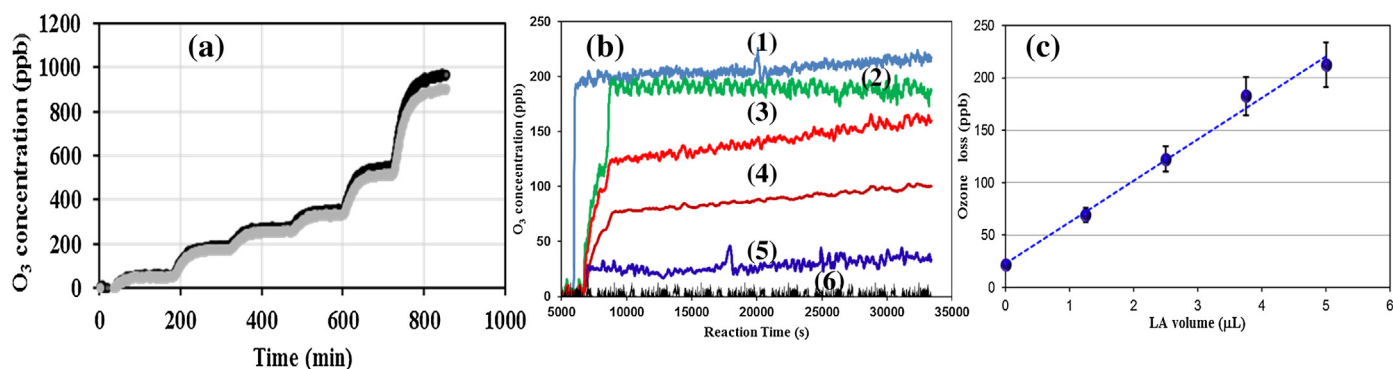 (a)
O3 concentration (ppb)
1200
1000
800
600
400
200
0
0 200 400 600 800 1000
Time (min)
(b)
O3 conceentration (ppb)
250
200
150
100
50
0
(1)
(2)
(3)
(4)
(5)
(6)
5000 10000 15000 20000 25000 30000 35000
Reaction Time (s)
(c)
Ozone loss (ppb)
250
200
150
100
50
0
0 1 2 3 4 5 6
LA volume (μL)